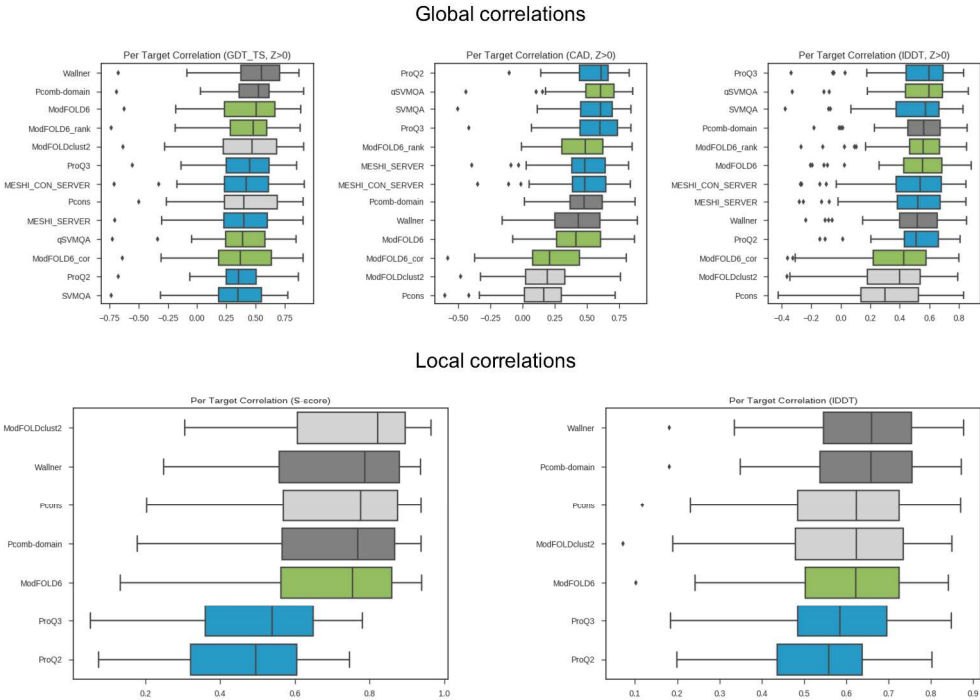 Global correlations
Per Target Correlation (GDT_TS, Z>0)
Wallner
Pcomb-domain
ModFOLD6
ModFOLD6_rank
ModFOLDclust2
ProQ3
MESHI_CON_SERVER
Pcons
MESHI_SERVER
qSVMQA
ModFOLD6_cor
ProQ2
SVMQA
−0.75 −0.50 −0.25 0.00 0.25 0.50 0.75
Per Target Correlation (CAD, Z>0)
ProQ2
qSVMQA
SVMQA
ProQ3
ModFOLD6_rank
MESHI_SERVER
MESHI_CON_SERVER
Pcomb-domain
Wallner
ModFOLD6
ModFOLD6_cor
ModFOLDclust2
Pcons
−0.50 −0.25 0.00 0.25 0.50 0.75
Per Target Correlation (lDDT, Z>0)
ProQ3
qSVMQA
SVMQA
Pcomb-domain
ModFOLD6_rank
ModFOLD6
MESHI_CON_SERVER
MESHI_SERVER
Wallner
ProQ2
ModFOLD6_cor
ModFOLDclust2
Pcons
−0.4 −0.2 0.0 0.2 0.4 0.6 0.8
Local correlations
Per Target Correlation (S-score)
ModFOLDclust2
Wallner
Pcons
Pcomb-domain
ModFOLD6
ProQ3
ProQ2
0.2 0.4 0.6 0.8 1.0
Per Target Correlation (lDDT)
Wallner
Pcomb-domain
Pcons
ModFOLDclust2
ModFOLD6
ProQ3
ProQ2
0.1 0.2 0.3 0.4 0.5 0.6 0.7 0.8 0.9